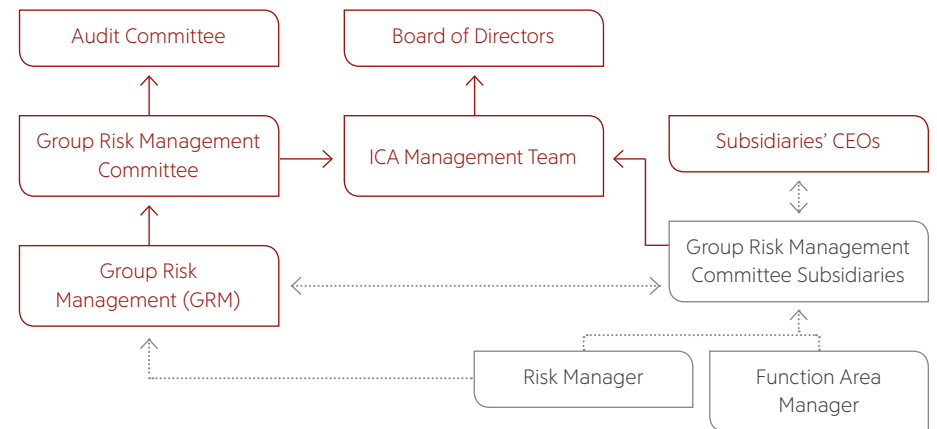 Audit Committee
Board of Directors
Group Risk Management
Committee
ICA Management Team
Subsidiaries’ CEOs
Group Risk
Management (GRM)
Group Risk Management
Committee Subsidiaries
Risk Manager
Function Area
Manager